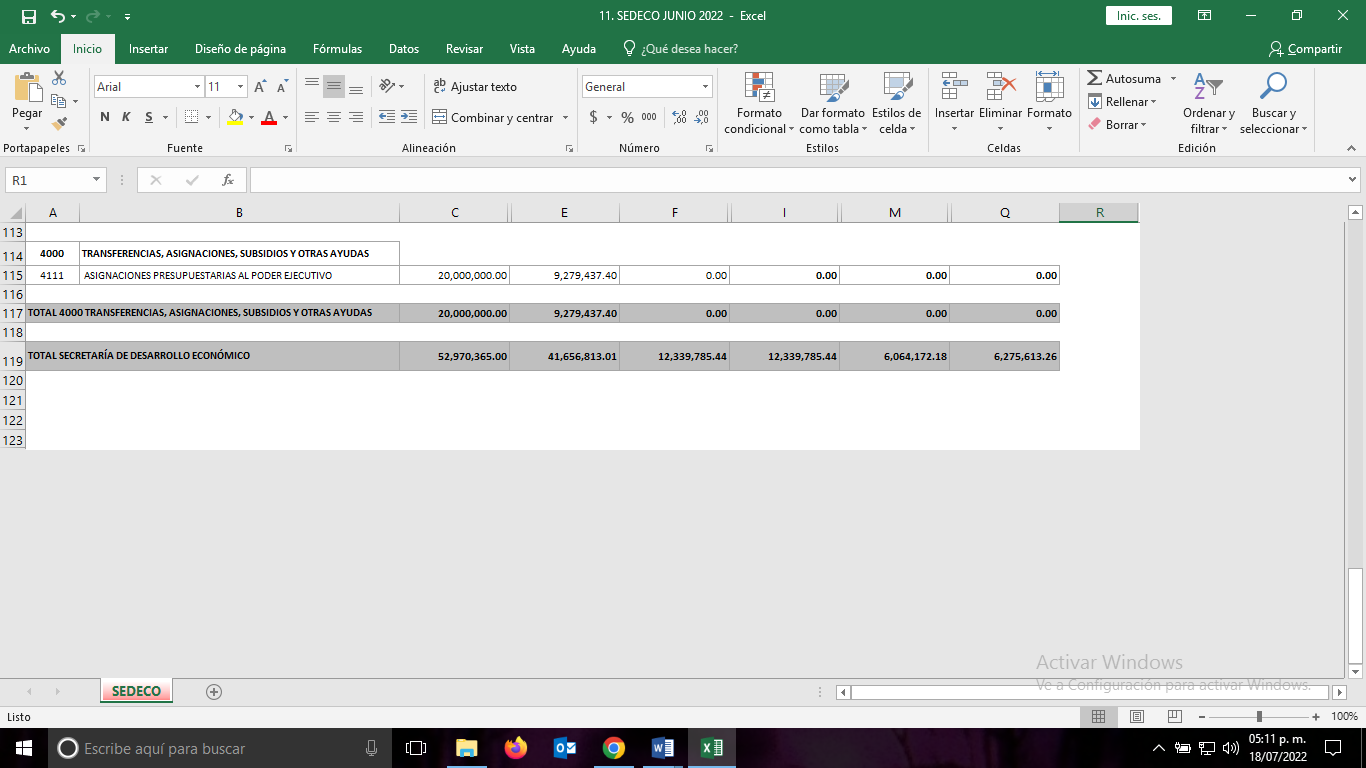 11. SEDECO JUNIO 2022 - Excel
Inic. ses.
Archivo Inicio Insertar Diseño de página Fórmulas Datos Revisar Vista Ayuda ¿Qué desea hacer? Compartir
Pegar
Portapapeles
Arial 11
N K S
Fuente
Ajustar texto
Combinar y centrar
Alineación
General
$ % 000
Número
Formato condicional
Dar formato como tabla
Estilos de celda
Estilos
Insertar Eliminar Formato
Celdas
Autosuma
Rellenar
Borrar
Ordenar y filtrar
Buscar y seleccionar
Edición
R1 fx
A B C E F I M Q R
113
114 4000 TRANSFERENCIAS, ASIGNACIONES, SUBSIDIOS Y OTRAS AYUDAS
115 4111 ASIGNACIONES PRESUPUESTARIAS AL PODER EJECUTIVO 20,000,000.00 9,279,437.40 0.00 0.00 0.00 0.00
116
117 TOTAL 4000 TRANSFERENCIAS, ASIGNACIONES, SUBSIDIOS Y OTRAS AYUDAS 20,000,000.00 9,279,437.40 0.00 0.00 0.00 0.00
118
119 TOTAL SECRETARÍA DE DESARROLLO ECONÓMICO 52,970,365.00 41,656,813.01 12,339,785.44 12,339,785.44 6,064,172.18 6,275,613.26
120
121
122
123
Activar Windows
Ve a Configuración para activar Windows.
SEDECO
Listo 100%
Escribe aquí para buscar
05:11 p. m.
18/07/2022